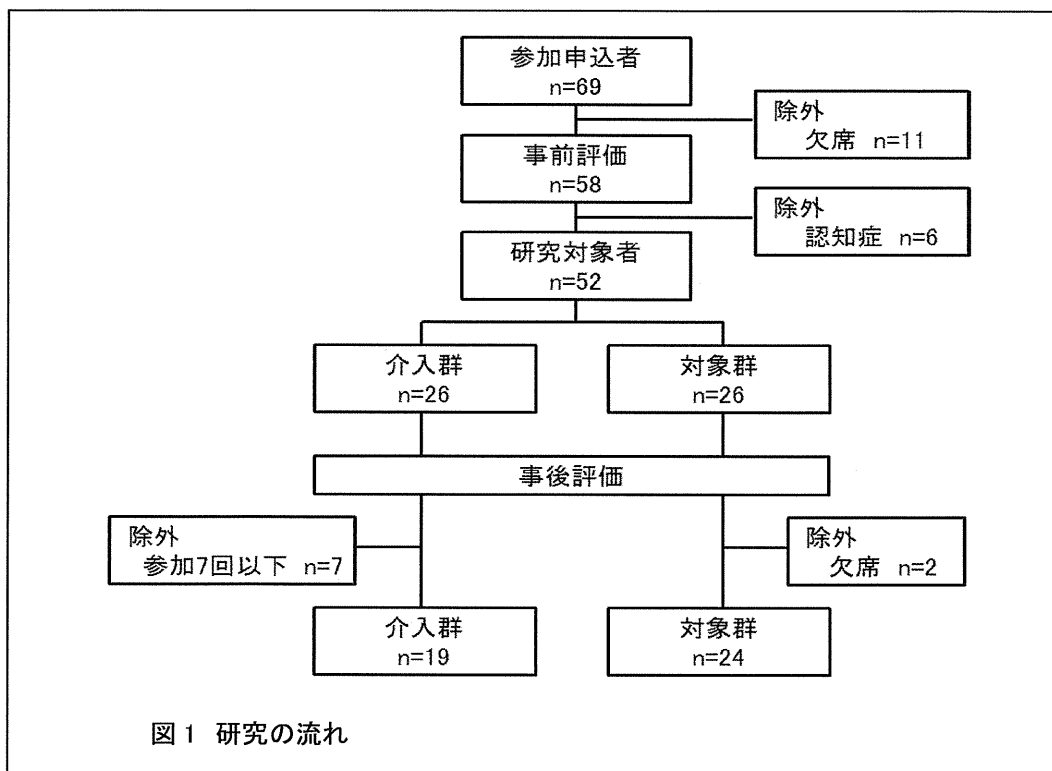 参加申込者
n=69
除外
欠席 n=11
事前評価
n=58
除外
認知症 n=6
研究対象者
n=52
介入群
n=26
対象群
n=26
事後評価
除外
参加7回以下 n=7
除外
欠席 n=2
介入群
n=19
対象群
n=24
図1 研究の流れ